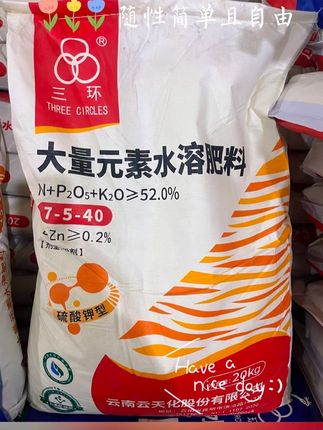 随性简单且自由
®
三环
THREE CIRCLES
大量元素水溶肥料
N+P₂O₅+K₂O≥52.0%
7-5-40
Zn≥0.2%
硫酸钾型
Have a
nice day:)
云南云天化股份有限公司